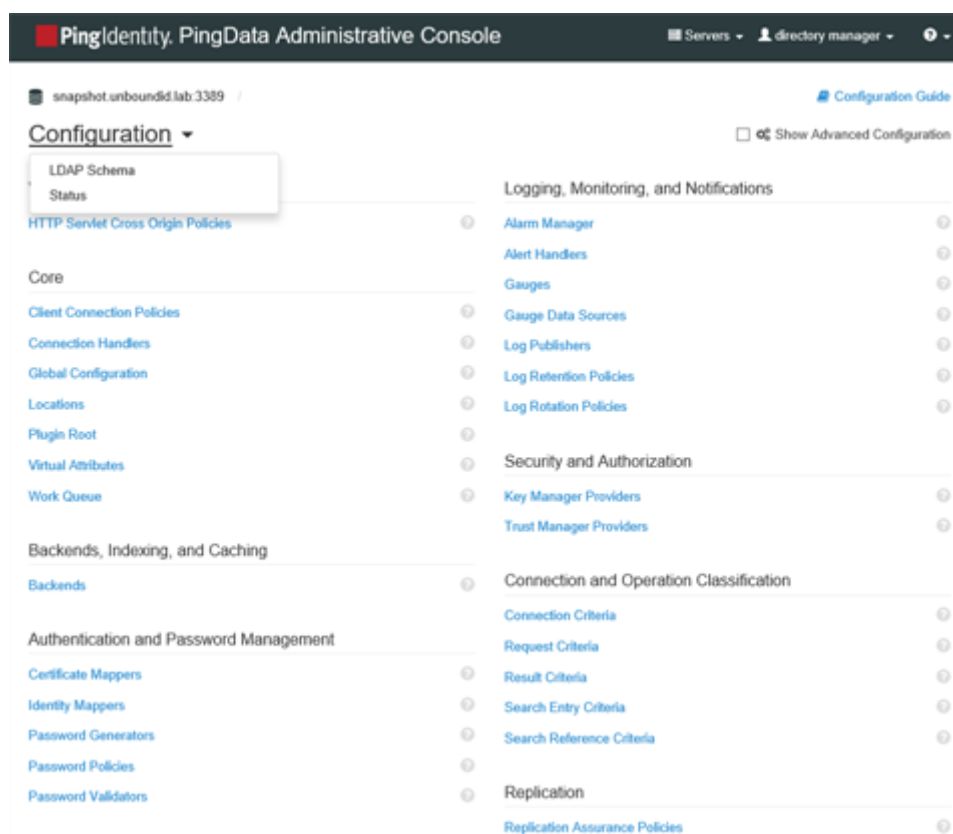 PingIdentity. PingData Administrative Console
Servers
directory manager
snapshot.unboundid.lab:3389 /
Configuration Guide
Configuration
Show Advanced Configuration
LDAP Schema
Status
HTTP Servlet Cross Origin Policies
Core
Client Connection Policies
Connection Handlers
Global Configuration
Locations
Plugin Root
Virtual Attributes
Work Queue
Backends, Indexing, and Caching
Backends
Authentication and Password Management
Certificate Mappers
Identity Mappers
Password Generators
Password Policies
Password Validators
Logging, Monitoring, and Notifications
Alarm Manager
Alert Handlers
Gauges
Gauge Data Sources
Log Publishers
Log Retention Policies
Log Rotation Policies
Security and Authorization
Key Manager Providers
Trust Manager Providers
Connection and Operation Classification
Connection Criteria
Request Criteria
Result Criteria
Search Entry Criteria
Search Reference Criteria
Replication
Replication Assurance Policies